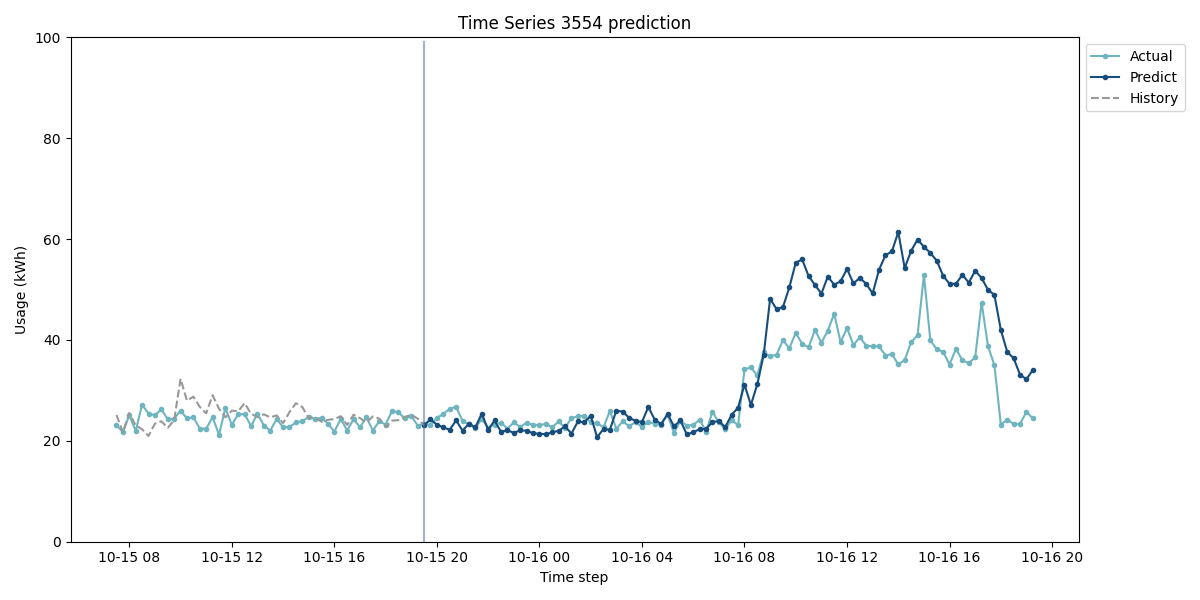 Time Series 3554 prediction
100
80
60
40
20
0
Usage (kWh)
10-15 08
10-15 12
10-15 16
10-15 20
10-16 00
10-16 04
10-16 08
10-16 12
10-16 16
10-16 20
Time step
Actual
Predict
History